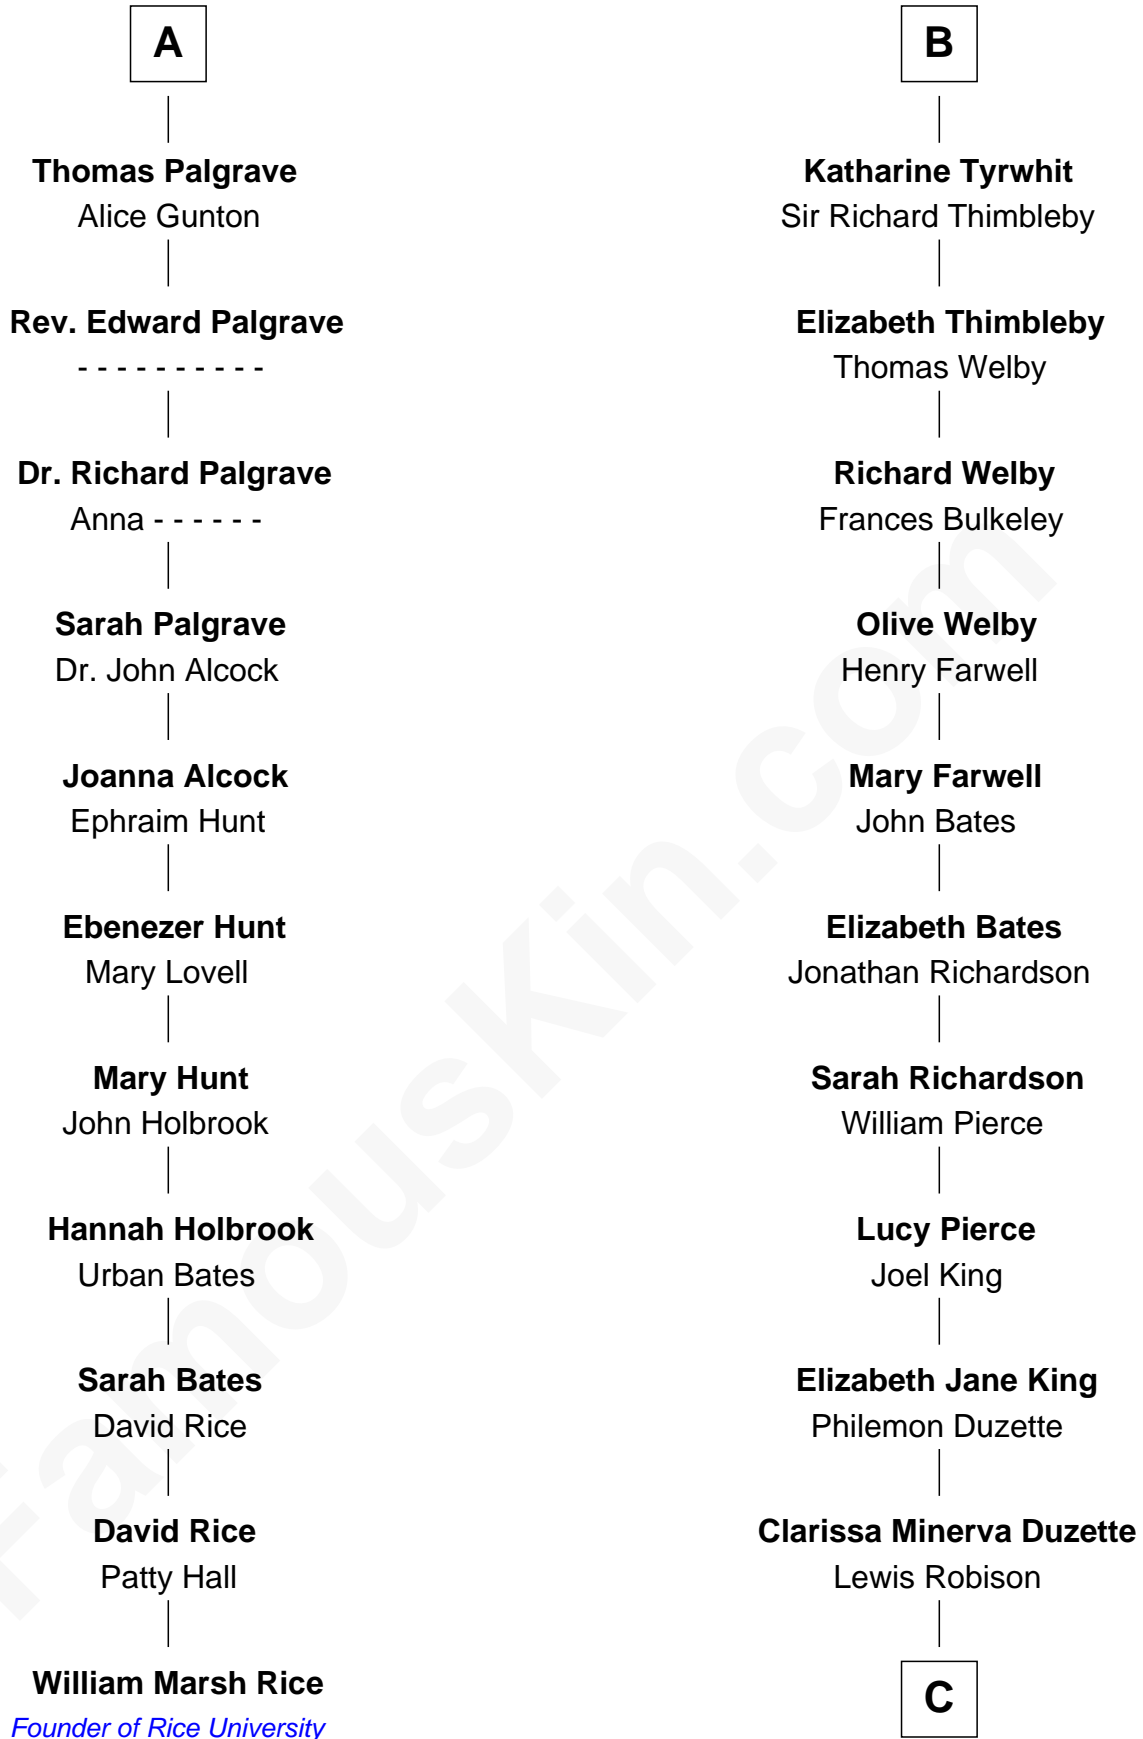 A
Thomas Palgrave
Alice Gunton
Rev. Edward Palgrave
- - - - - - - - - -
Dr. Richard Palgrave
Anna - - - - - -
Sarah Palgrave
Dr. John Alcock
Joanna Alcock
Ephraim Hunt
Ebenezer Hunt
Mary Lovell
Mary Hunt
John Holbrook
Hannah Holbrook
Urban Bates
Sarah Bates
David Rice
David Rice
Patty Hall
William Marsh Rice
Founder of Rice University
B
Katharine Tyrwhit
Sir Richard Thimbleby
Elizabeth Thimbleby
Thomas Welby
Richard Welby
Frances Bulkeley
Olive Welby
Henry Farwell
Mary Farwell
John Bates
Elizabeth Bates
Jonathan Richardson
Sarah Richardson
William Pierce
Lucy Pierce
Joel King
Elizabeth Jane King
Philemon Duzette
Clarissa Minerva Duzette
Lewis Robison
C
FamousKin.com